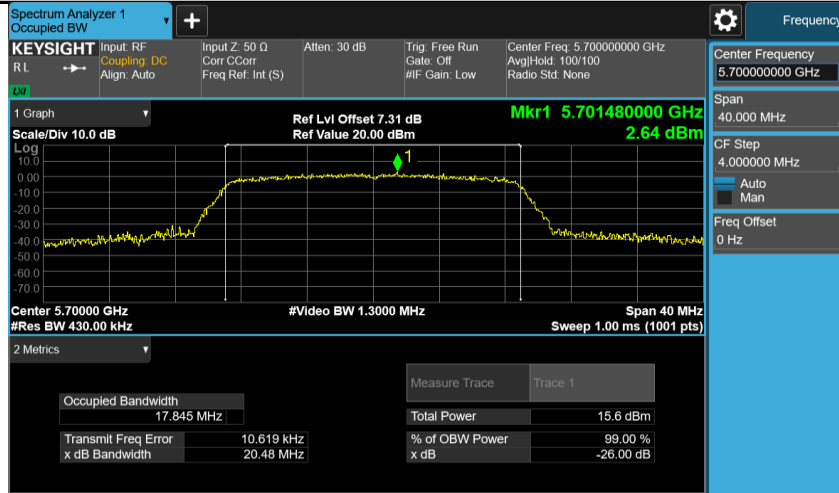 Spectrum Analyzer 1
Occupied BW
Frequency
KEYSIGHT
RL
LXI
Input: RF
Coupling: DC
Align: Auto
Input Z: 50 Ω
Corr CCorr
Freq Ref: Int (S)
Atten: 30 dB
Trig: Free Run
Gate: Off
#IF Gain: Low
Center Freq: 5.700000000 GHz
Avg|Hold: 100/100
Radio Std: None
Center Frequency
5.700000000 GHz
Span
40.000 MHz
CF Step
4.000000 MHz
Auto
Man
Freq Offset
0 Hz
1 Graph
Scale/Div 10.0 dB
Ref Lvl Offset 7.31 dB
Ref Value 20.00 dBm
Mkr1 5.701480000 GHz
2.64 dBm
Log
10.0
0.00
-10.0
-20.0
-30.0
-40.0
-50.0
-60.0
-70.0
1
Center 5.70000 GHz
#Res BW 430.00 kHz
#Video BW 1.3000 MHz
Span 40 MHz
Sweep 1.00 ms (1001 pts)
2 Metrics
Measure Trace
Trace 1
Occupied Bandwidth
17.845 MHz
Total Power 15.6 dBm
Transmit Freq Error 10.619 kHz
% of OBW Power 99.00 %
x dB Bandwidth 20.48 MHz
x dB -26.00 dB